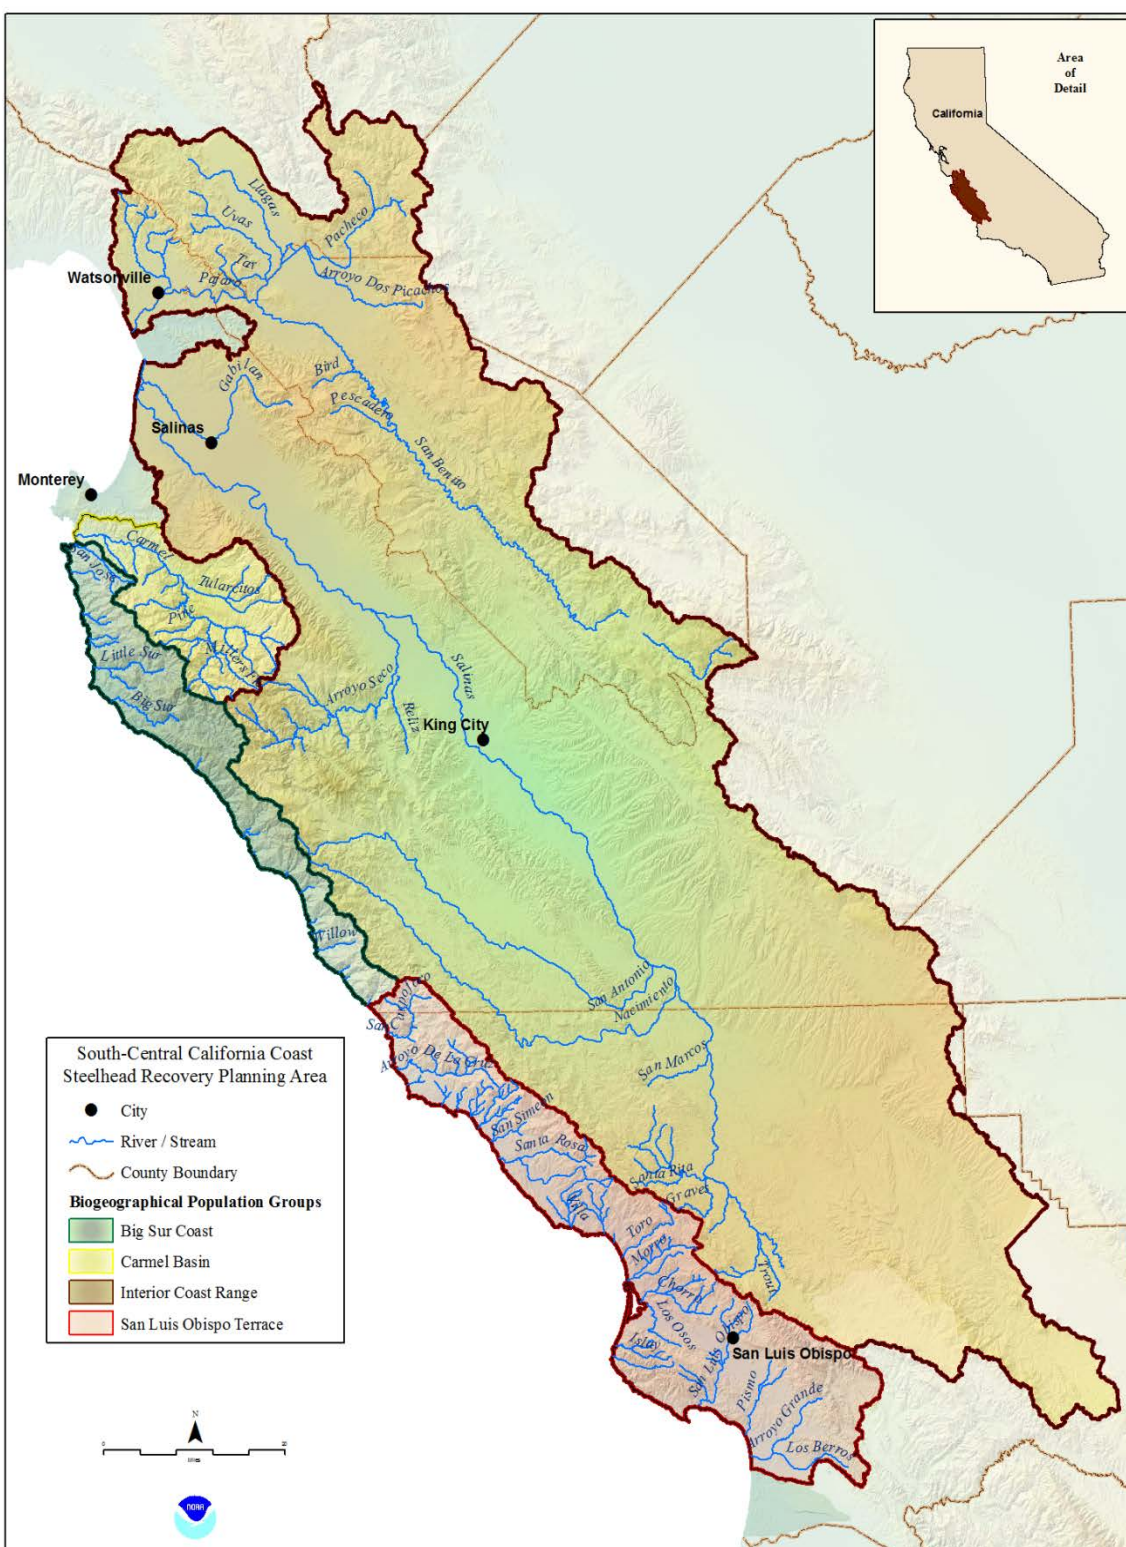 Area
of
Detail
California
Llagas
Uvas
Pacheco
Tar
Arroyo Dos Picachos
Watsonville
Pajaro
Gabilan
Bird
Pescadero
Salinas
San Benito
Monterey
Carmel
San Jose
Tularcitos
Pine
Little Sur
Miller
Salinas
Arroyo Seco
Big Sur
Reliz
King City
Willow
San Antonio
Nacimiento
San Carpoforo
Arroyo De La Cruz
San Marcos
San Simeon
Santa Rosa
Santa Rita
Graves
Villa
Toro
Morro
Trout
Chorro
Los Osos
San Luis Obispo
Islay
San Luis Obispo
Pismo
Arroyo Grande
Los Berros
South-Central California Coast
Steelhead Recovery Planning Area
City
River / Stream
County Boundary
Biogeographical Population Groups
Big Sur Coast
Carmel Basin
Interior Coast Range
San Luis Obispo Terrace
N
0
20
NOAA